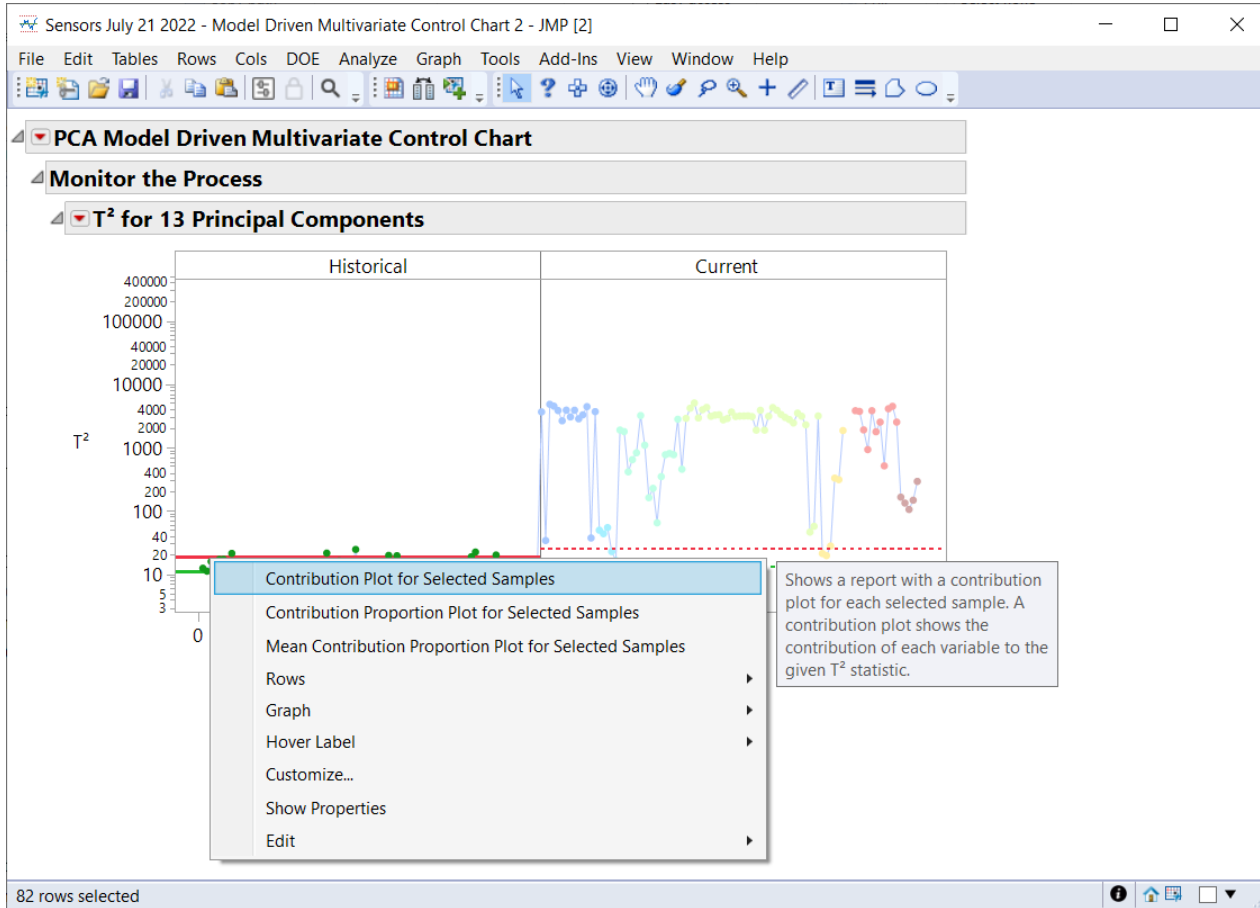 Sensors July 21 2022 - Model Driven Multivariate Control Chart 2 - JMP [2]
File Edit Tables Rows Cols DOE Analyze Graph Tools Add-Ins View Window Help
PCA Model Driven Multivariate Control Chart
Monitor the Process
T² for 13 Principal Components
Historical Current
400000
200000
100000
40000
20000
10000
4000
2000
T²
1000
400
200
100
40
20
10
5
3
0
Contribution Plot for Selected Samples
Contribution Proportion Plot for Selected Samples
Mean Contribution Proportion Plot for Selected Samples
Rows
Graph
Hover Label
Customize...
Show Properties
Edit
Shows a report with a contribution
plot for each selected sample. A
contribution plot shows the
contribution of each variable to the
given T² statistic.
82 rows selected